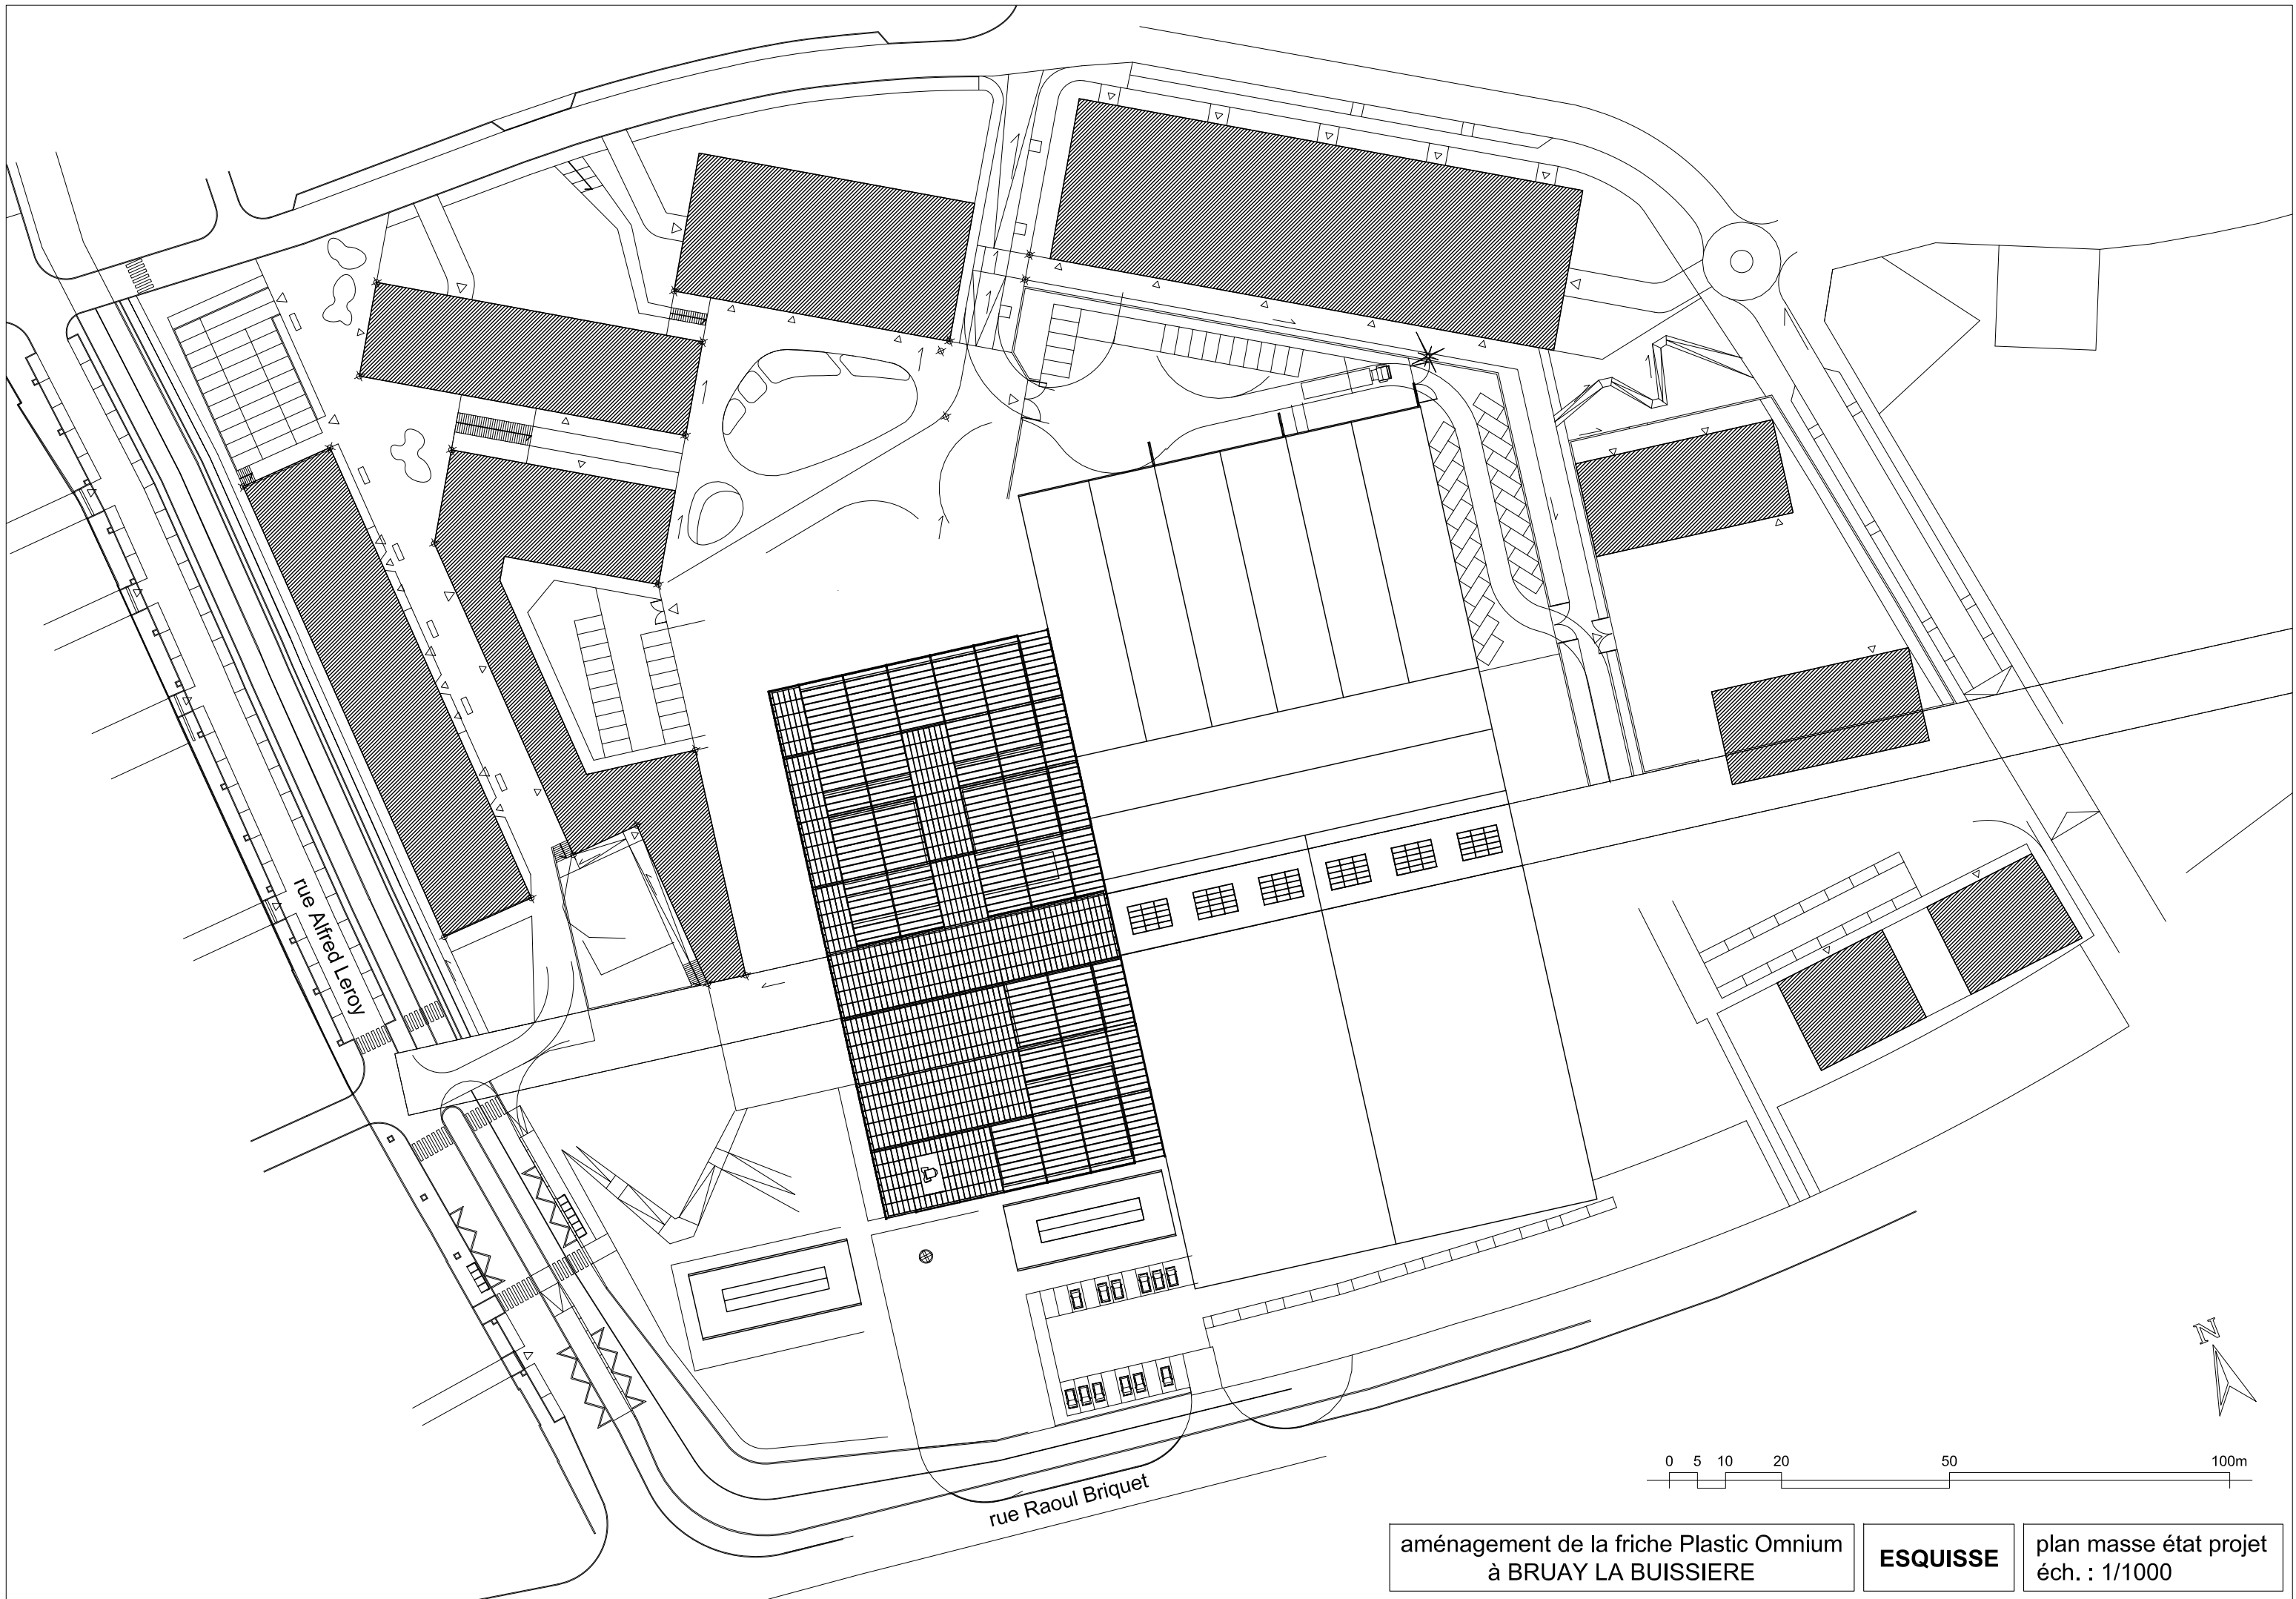 rue Alfred Leroy
rue Raoul Briquet
N
0 5 10 20 50 100m
aménagement de la friche Plastic Omnium
à BRUAY LA BUISSIERE
ESQUISSE
plan masse état projet
éch. : 1/1000